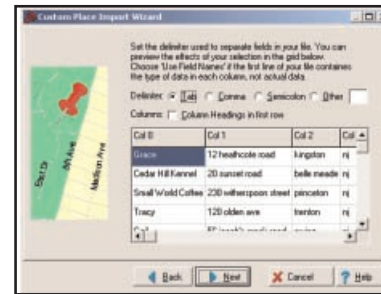 Custom Place Import Wizard
Set the delimiter used to separate fields in your file. You can
preview the effects of your selection in the grid below.
Choose 'Use Field Names' if the first line of your file containes
the type of data in each column, not actual data.
Delimiter: Tab Comma Semicolon Other
Columns: Column Headings in first row
Col 0 Col 1 Col 2 Col
Grace 12 heathcote road kingston nj
Cedar Hill Kennel 20 sunset road belle meade nj
Small World Coffee 230 witherspoon street princeton nj
Tracy 120 olden ave trenton nj
East Dr
5th Ave
Madison Ave
Back Next Cancel Help